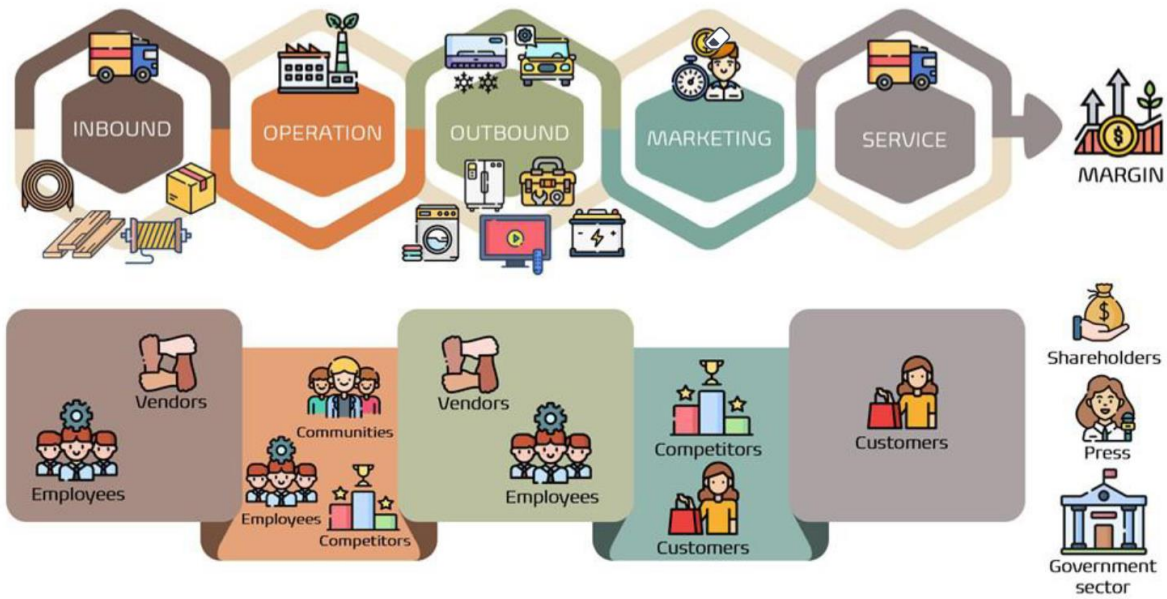 INBOUND
OPERATION
OUTBOUND
MARKETING
SERVICE
MARGIN
Vendors
Employees
Communities
Employees
Competitors
Vendors
Employees
Competitors
Customers
Customers
Shareholders
Press
Government
sector